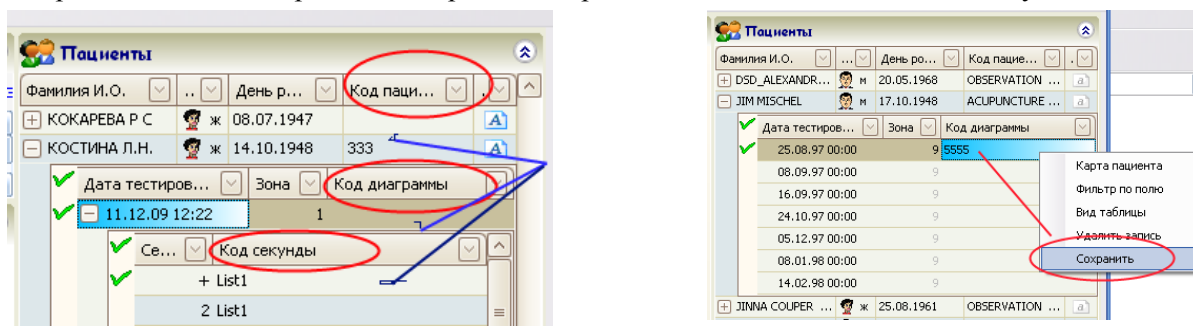 Пациенты
Фамилия И.О. .. День р... Код паци... .
КОКАРЕВА Р С ж 08.07.1947 A
КОСТИНА Л.Н. ж 14.10.1948 333 A
Дата тестиров... Зона Код диаграммы
11.12.09 12:22 1
Се... Код секунды
+ List1
2 List1
Пациенты
Фамилия И.О. ... День ро... Код пацие... .
DSD_ALEXANDR... м 20.05.1968 OBSERVATION ... a
JIM MISCHEL м 17.10.1948 ACUPUNCTURE ... a
Дата тестиров... Зона Код диаграммы
25.08.97 00:00 9 5555
08.09.97 00:00 9
16.09.97 00:00 9
24.10.97 00:00 9
05.12.97 00:00 9
08.01.98 00:00 9
14.02.98 00:00 9
JINNA COUPER ... ж 25.08.1961 OBSERVATION ... a
Карта пациента
Фильтр по полю
Вид таблицы
Удалить запись
Сохранить